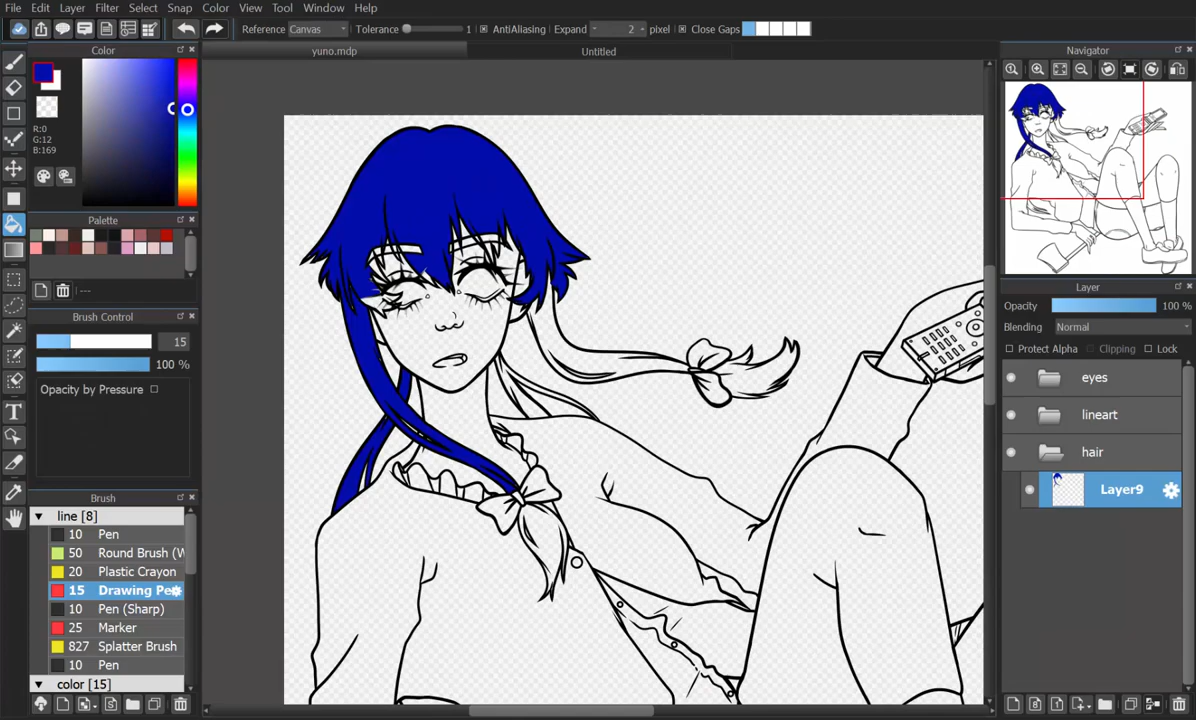 File Edit Layer Filter Select Snap Color View Tool Window Help
Reference Canvas Tolerance 1 AntiAliasing Expand 2 pixel Close Gaps
Color
yuno.mdp
Untitled
Navigator
R:0
G:12
B:169
Palette
---
Brush Control
15
100 %
Opacity by Pressure
Brush
line [8]
10 Pen
50 Round Brush (W
20 Plastic Crayon
15 Drawing Pe
10 Pen (Sharp)
25 Marker
827 Splatter Brush
10 Pen
color [15]
Layer
Opacity 100 %
Blending Normal
Protect Alpha Clipping Lock
eyes
lineart
hair
Layer9